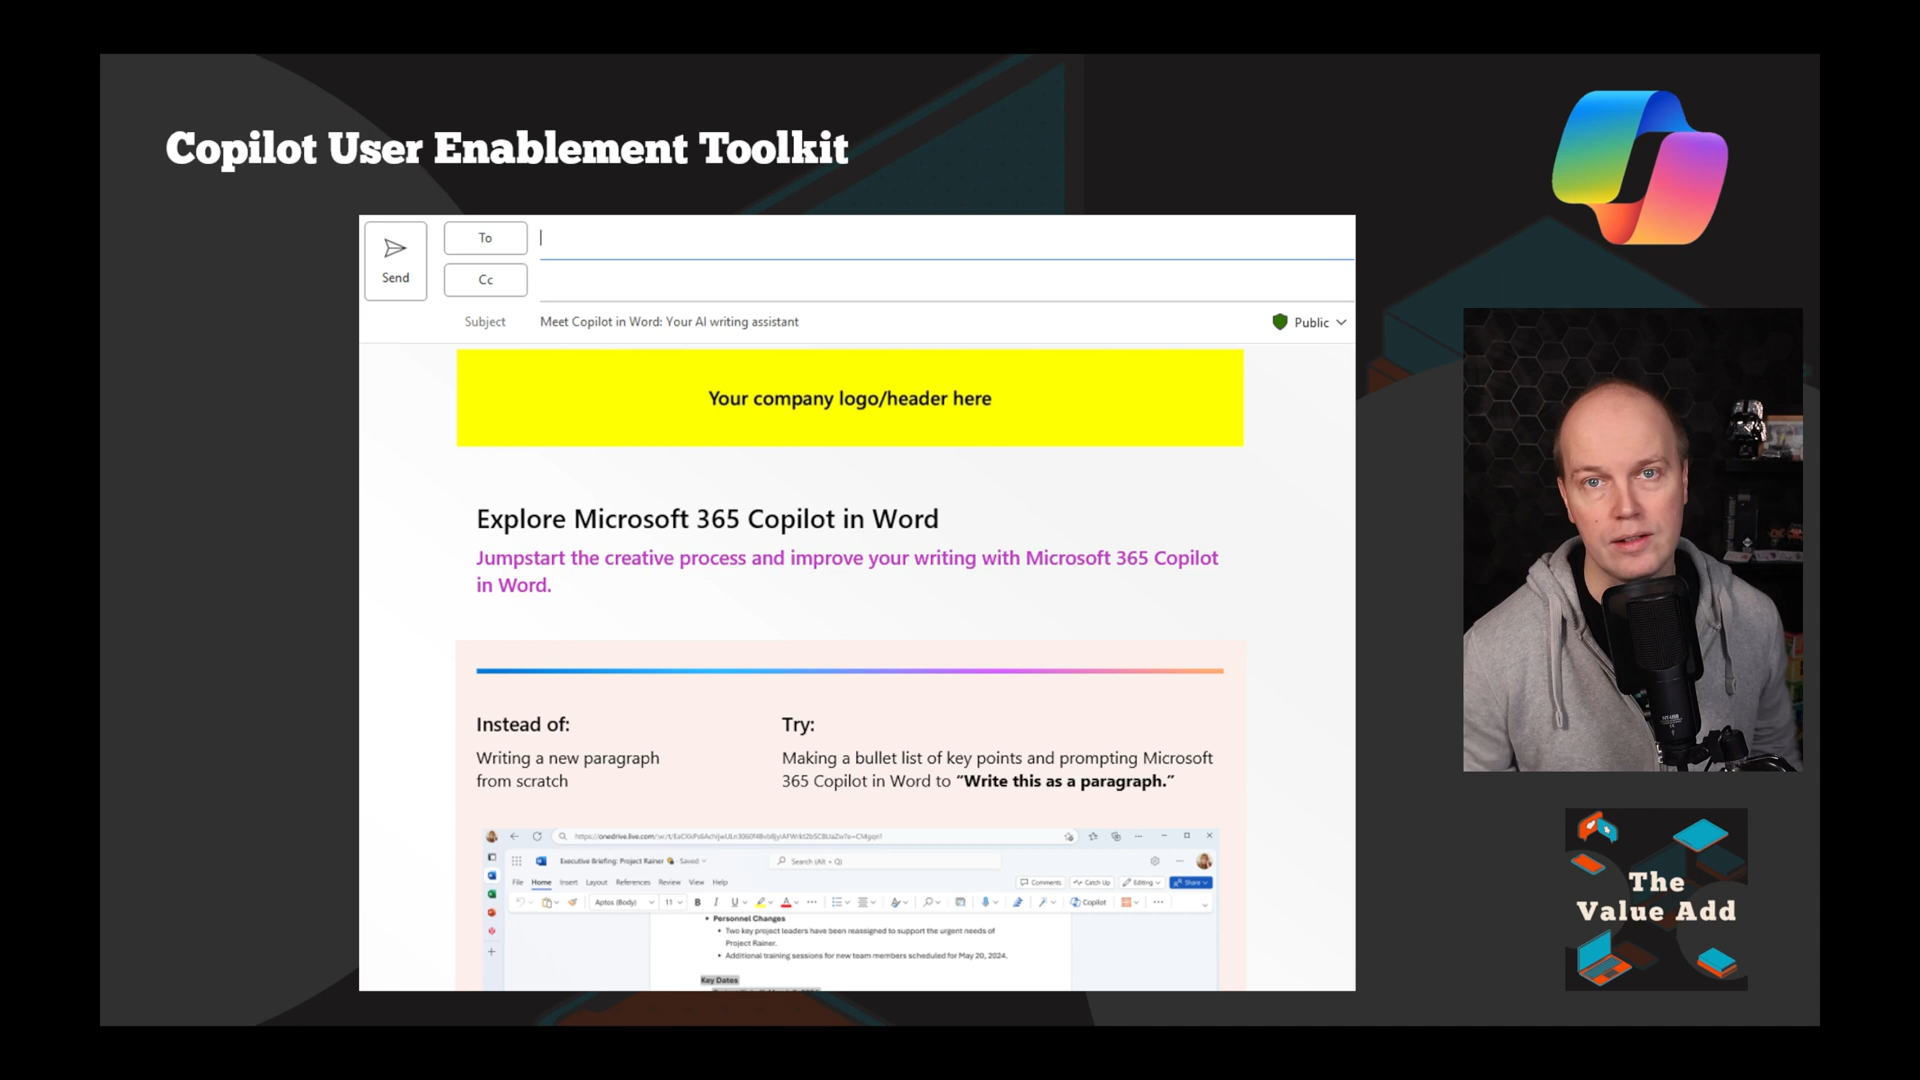 Copilot User Enablement Toolkit
Send
To
Cc
Subject
Meet Copilot in Word: Your AI writing assistant
Public
Your company logo/header here
Explore Microsoft 365 Copilot in Word
Jumpstart the creative process and improve your writing with Microsoft 365 Copilot
in Word.
Instead of:
Writing a new paragraph
from scratch
Try:
Making a bullet list of key points and prompting Microsoft
365 Copilot in Word to “Write this as a paragraph.”
Executive Briefing: Project Rainer
Saved
Search (Alt + Q)
File Home Insert Layout References Review View Help
Comments Catch Up Editing Share
Aptos (Body) 11 B I U A Copilot
• Personnel Changes
• Two key project leaders have been reassigned to support the urgent needs of
Project Rainer.
• Additional training sessions for new team members scheduled for May 20, 2024.
Key Dates
The
Value Add